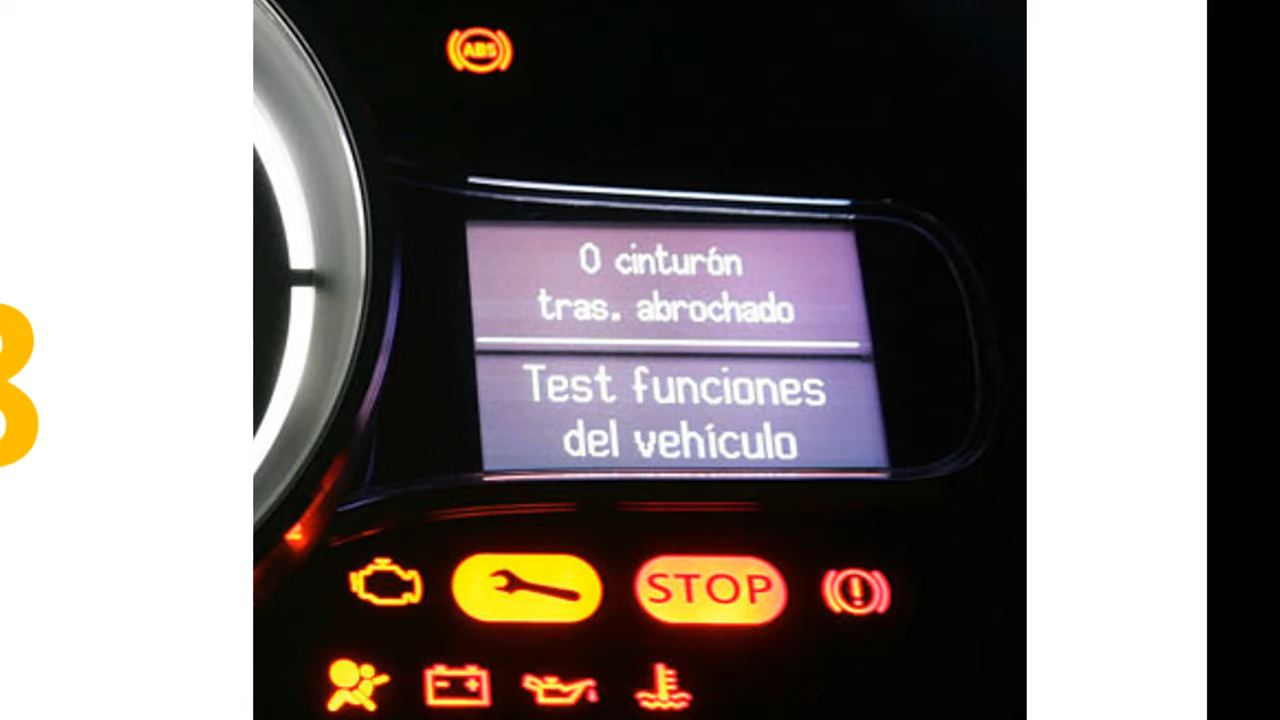 ABS
0 cinturón
tras. abrochado
Test funciones
del vehículo
STOP